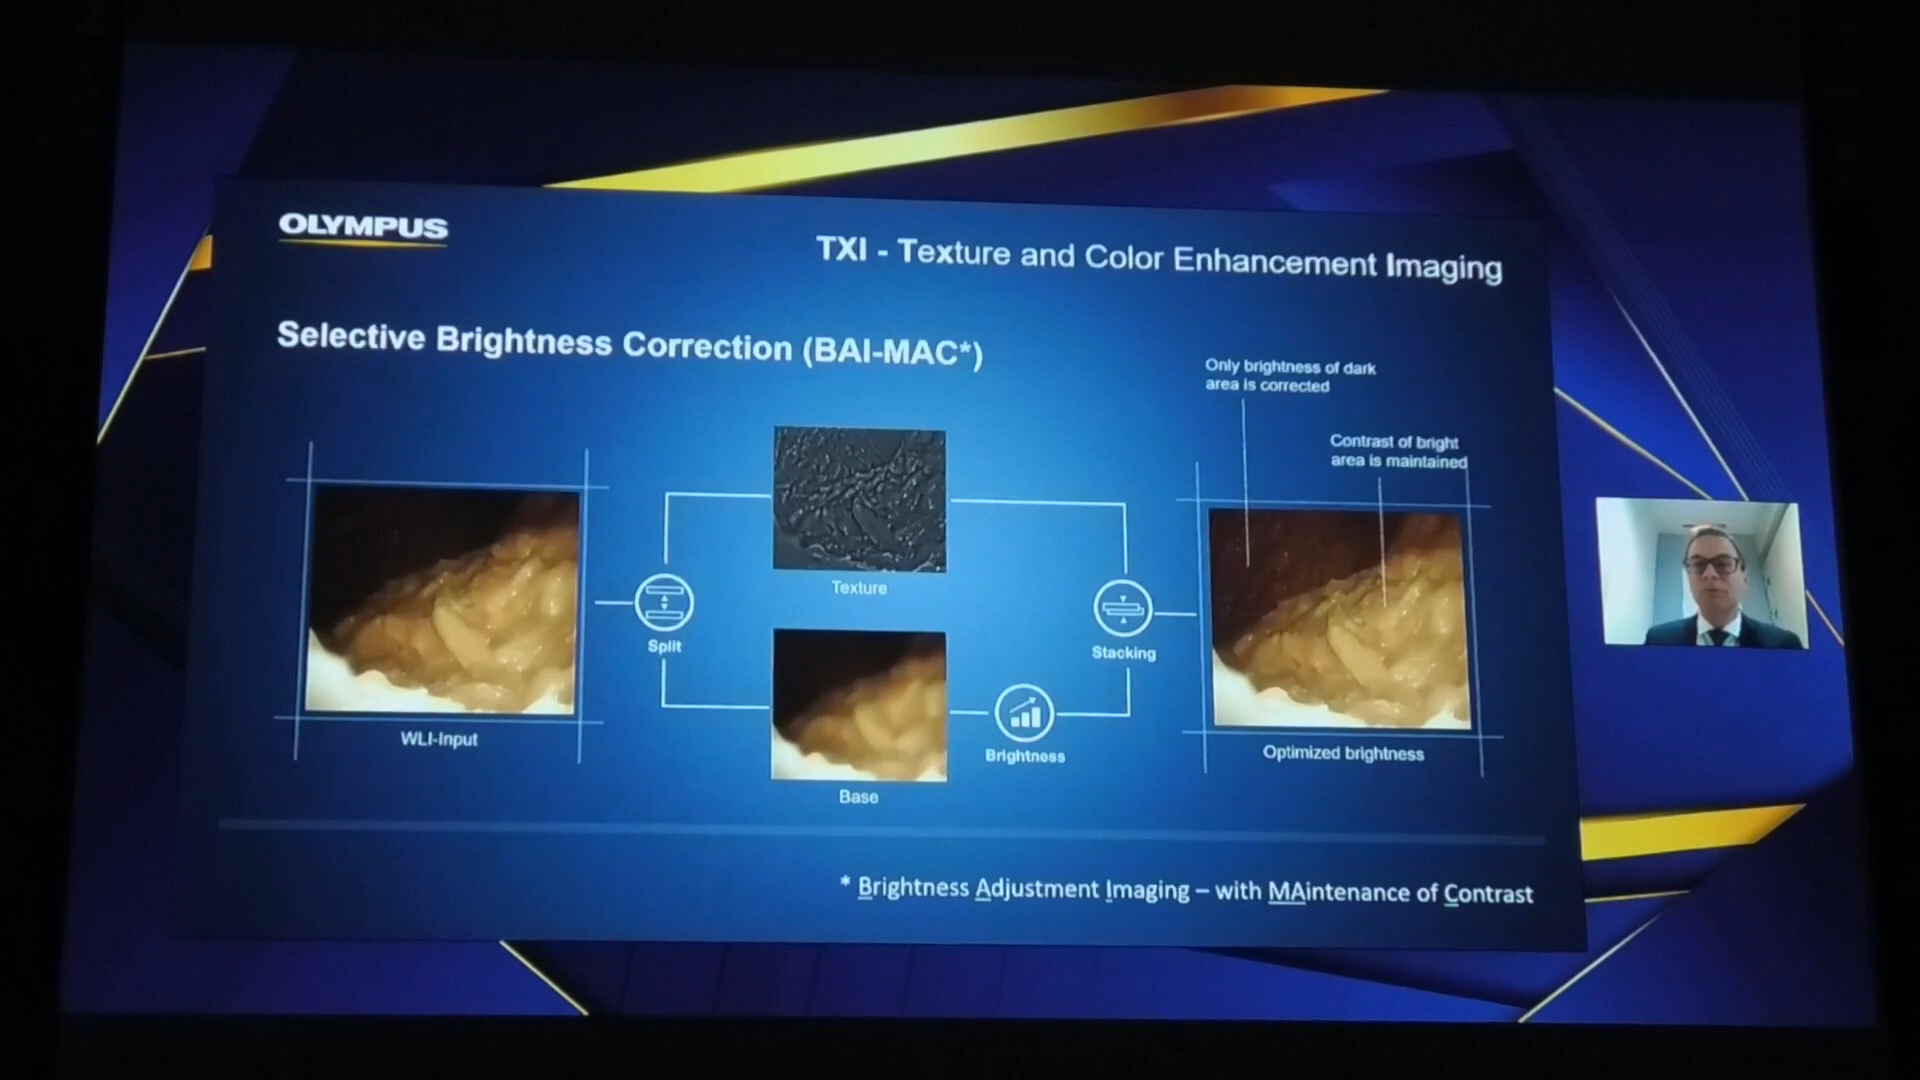 OLYMPUS
TXI - Texture and Color Enhancement Imaging
Selective Brightness Correction (BAI-MAC*)
Only brightness of dark
area is corrected
Contrast of bright
area is maintained
Texture
Split
Stacking
WLI-Input
Brightness
Optimized brightness
Base
* Brightness Adjustment Imaging – with MAintenance of Contrast